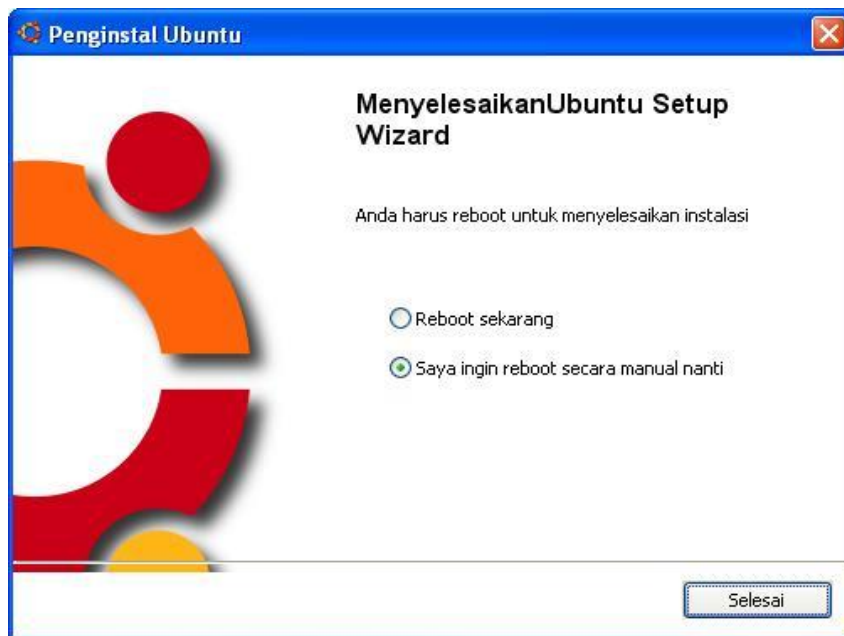 Penginstal Ubuntu
MenyelesaikanUbuntu Setup
Wizard
Anda harus reboot untuk menyelesaikan instalasi
Reboot sekarang
Saya ingin reboot secara manual nanti
Selesai